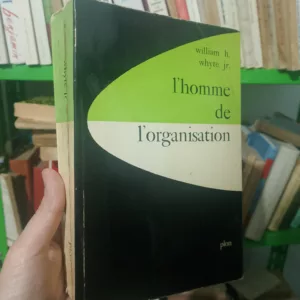 william h.
whyte jr.
l'homme
de
l'organisation
plon